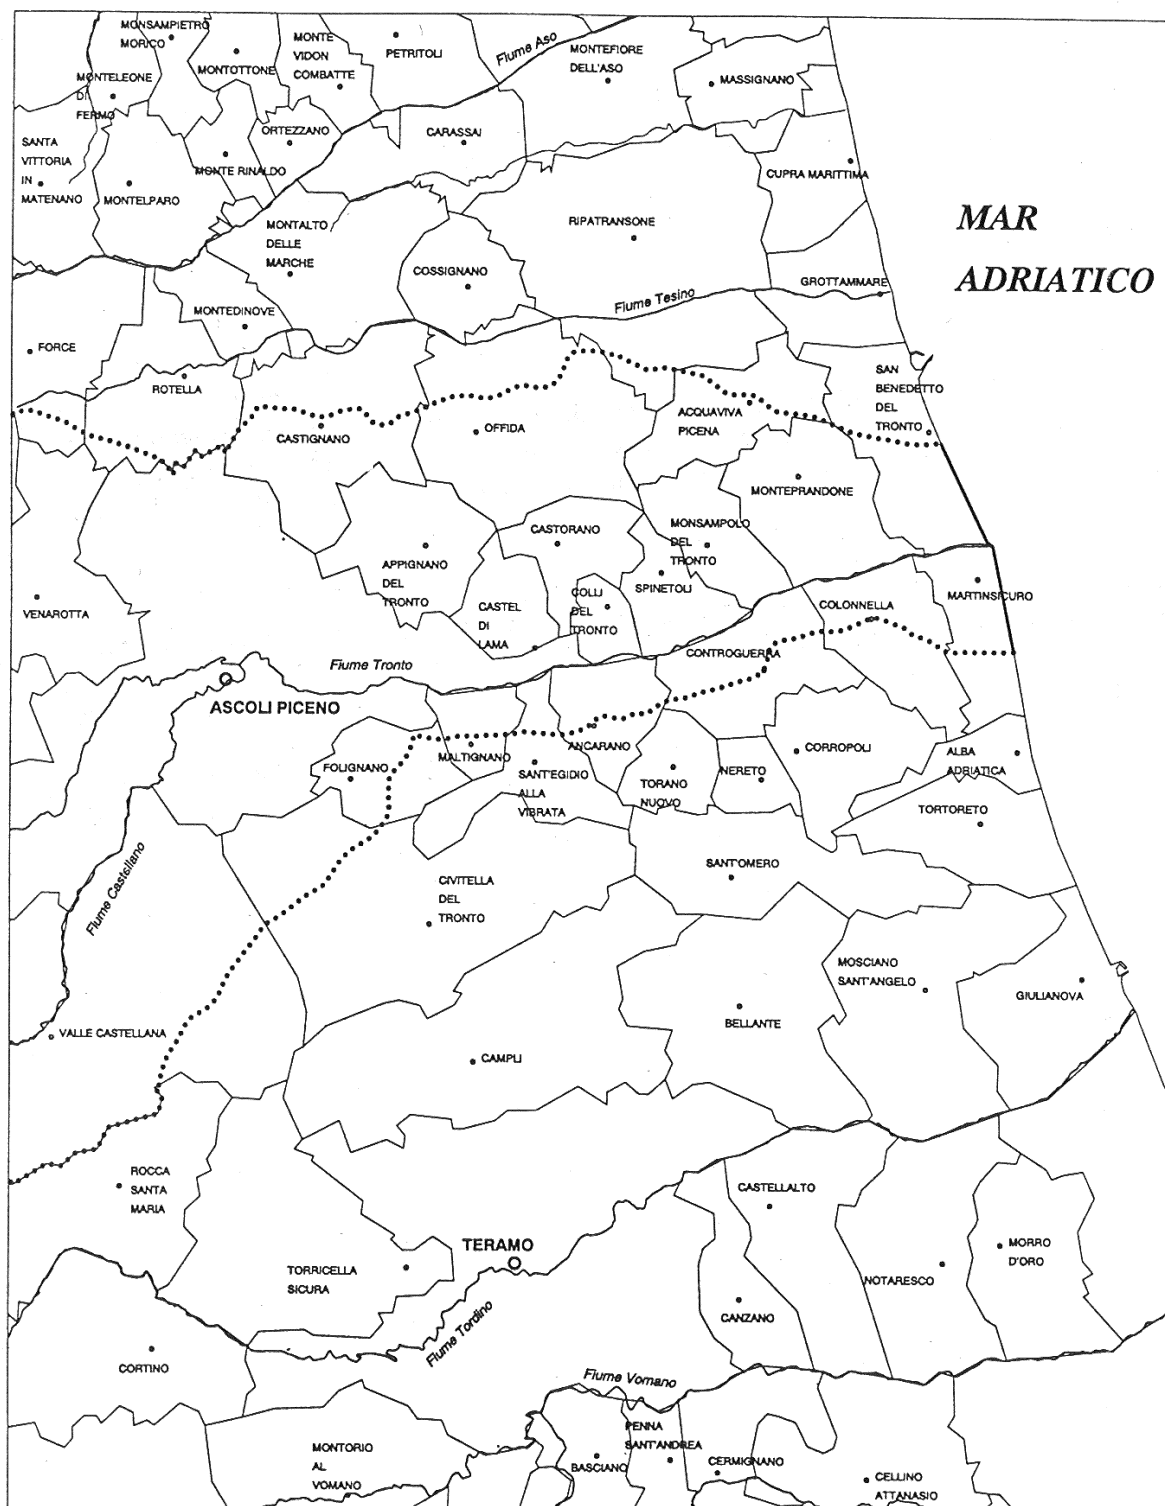 MONSAMPIETRO
MORICO
MONTOTTONE
MONTE
VIDON
COMBATTE
PETRITOLI
Fiume Aso
MONTEFIORE
DELL'ASO
MASSIGNANO
MONTELEONE
DI
FERMO
SANTA
VITTORIA
IN
MATENANO
MONTELPARO
ORTEZZANO
MONTE RINALDO
CARASSAI
CUPRA MARITTIMA
MAR
ADRIATICO
MONTALTO
DELLE
MARCHE
RIPATRANSONE
COSSIGNANO
GROTTAMMARE
Fiume Tesino
MONTEDINOVE
FORCE
ROTELLA
SAN
BENEDETTO
DEL
TRONTO
CASTIGNANO
OFFIDA
ACQUAVIVA
PICENA
MONTEPRANDONE
CASTORANO
MONSAMPOLO
DEL
TRONTO
APPIGNANO
DEL
TRONTO
SPINETOLI
COLLI
DEL
TRONTO
CASTEL
DI
LAMA
VENAROTTA
COLONNELLA
MARTINSICURO
CONTROGUERRA
Fiume Tronto
ASCOLI PICENO
FOLIGNANO
MALTIGNANO
ANCARANO
SANT'EGIDIO
ALLA
VIBRATA
TORANO
NUOVO
NERETO
CORROPOLI
ALBA
ADRIATICA
TORTORETO
Fiume Castellano
CIVITELLA
DEL
TRONTO
SANT'OMERO
MOSCIANO
SANT'ANGELO
GIULIANOVA
BELLANTE
VALLE CASTELLANA
CAMPLI
ROCCA
SANTA
MARIA
CASTELLALTO
TERAMO
MORRO
D'ORO
TORRICELLA
SICURA
NOTARESCO
CANZANO
Fiume Tordino
CORTINO
Fiume Vomano
PENNA
SANT'ANDREA
MONTORIO
AL
VOMANO
BASCIANO
CERMIGNANO
CELLINO
ATTANASIO